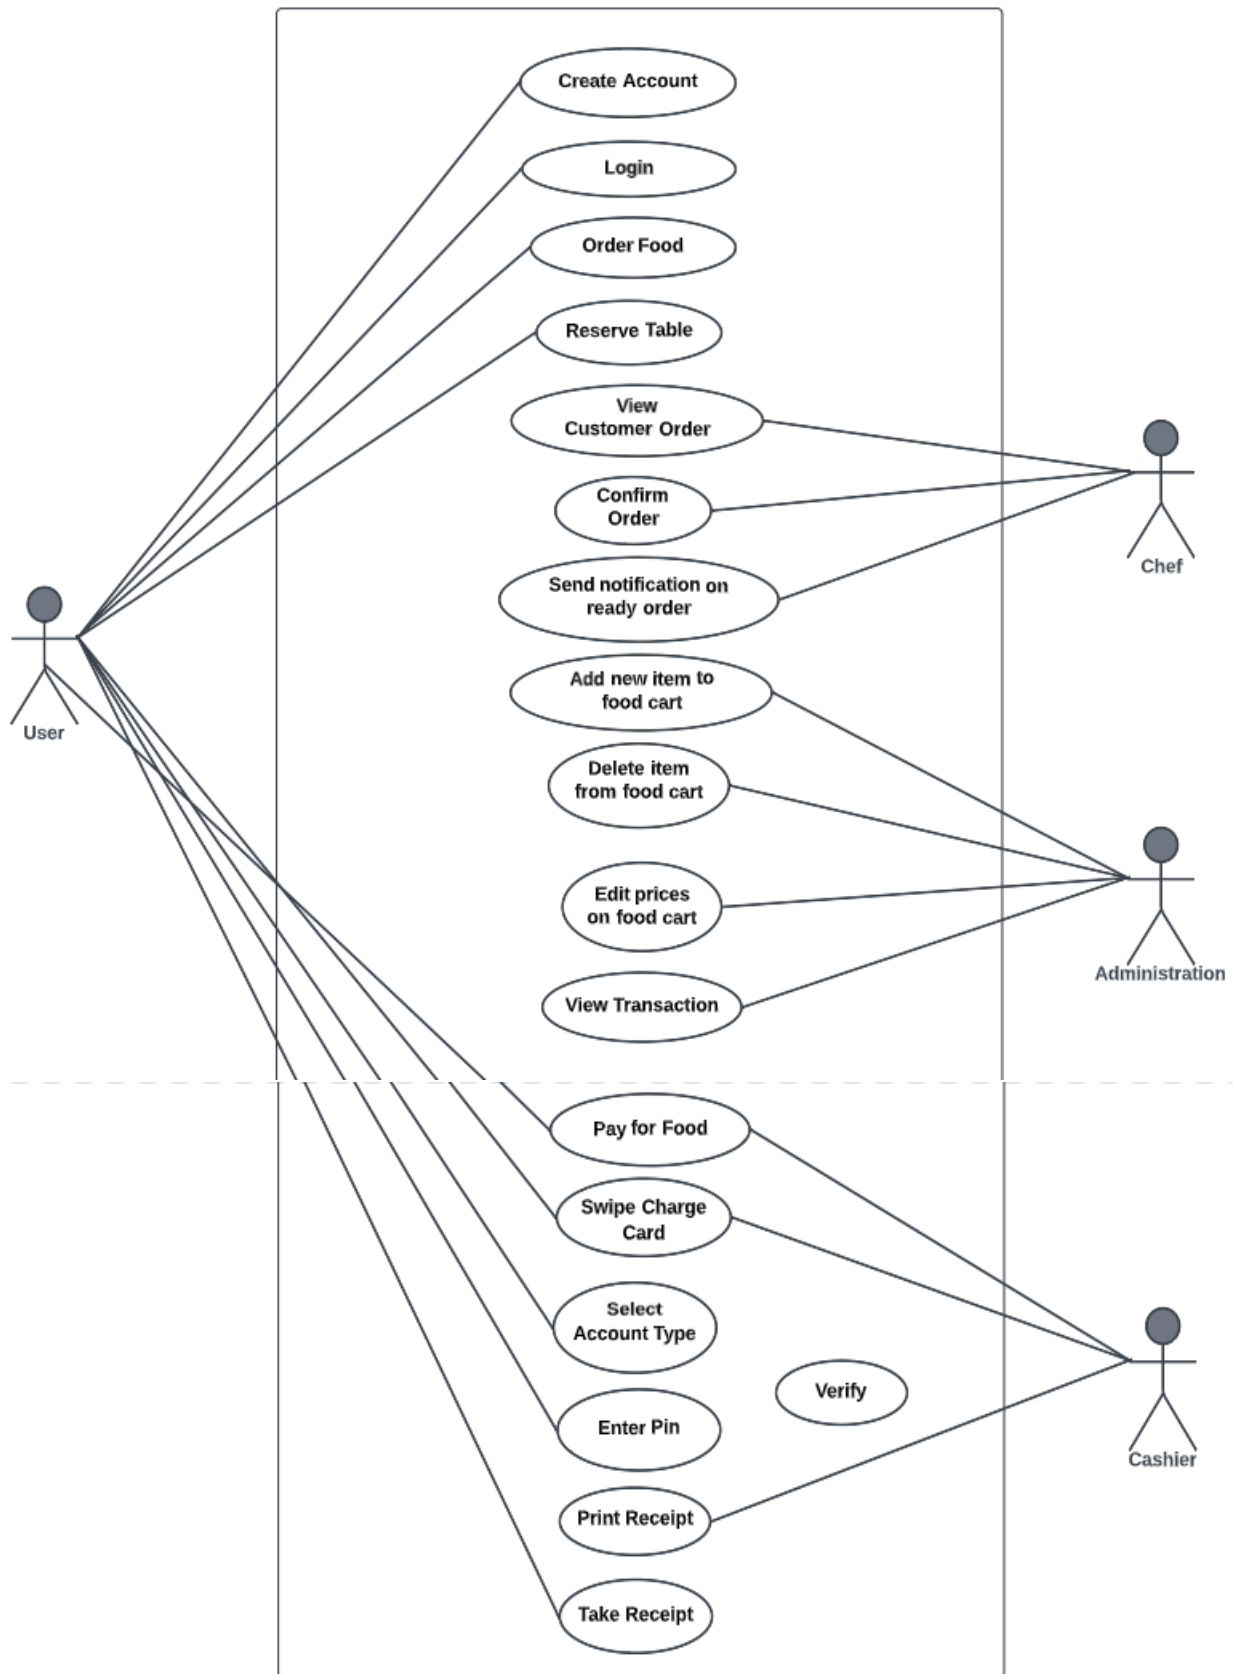 Create Account
Login
Order Food
Reserve Table
View
Customer Order
Confirm
Order
Chef
Send notification on
ready order
Add new item to
food cart
User
Delete item
from food cart
Edit prices
on food cart
Administration
View Transaction
Pay for Food
Swipe Charge
Card
Select
Account Type
Verify
Enter Pin
Cashier
Print Receipt
Take Receipt